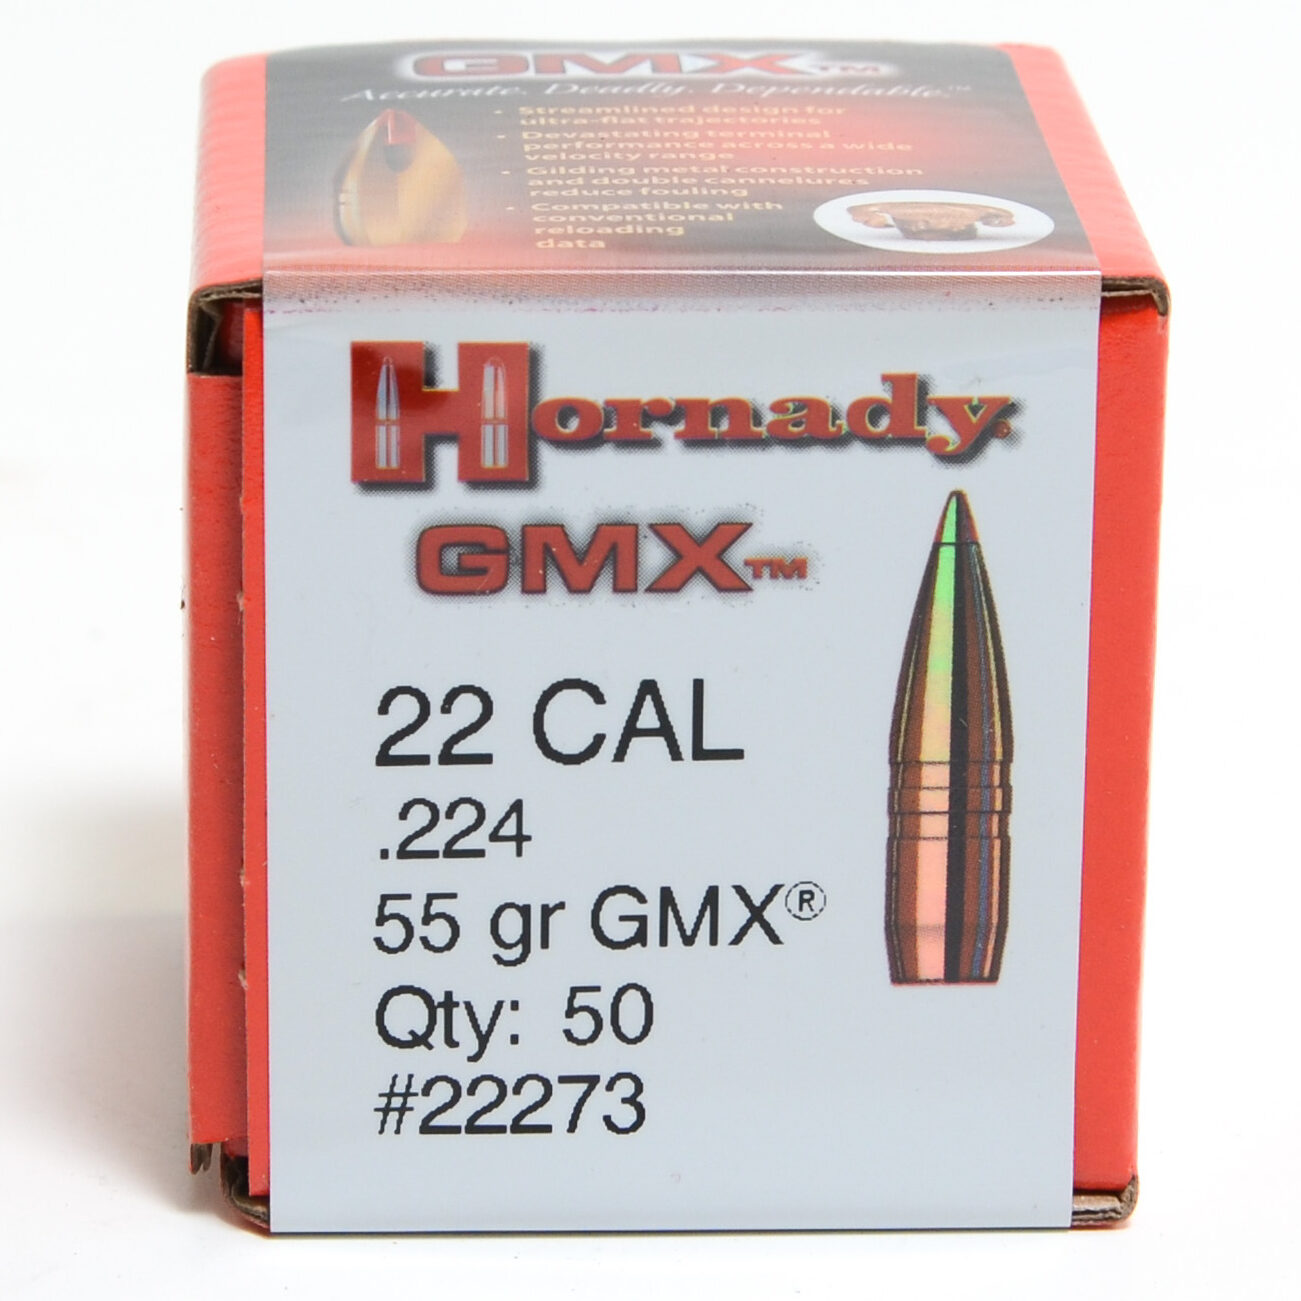 GMX™
Accurate. Deadly. Dependable.™
• Streamlined design for
ultra-flat trajectories
• Devastating terminal
performance across a wide
velocity range
• Gilding metal construction
and double cannelures
reduce fouling
• Compatible with
conventional
reloading
data
Hornady
GMX™
22 CAL
.224
55 gr GMX®
Qty: 50
#22273